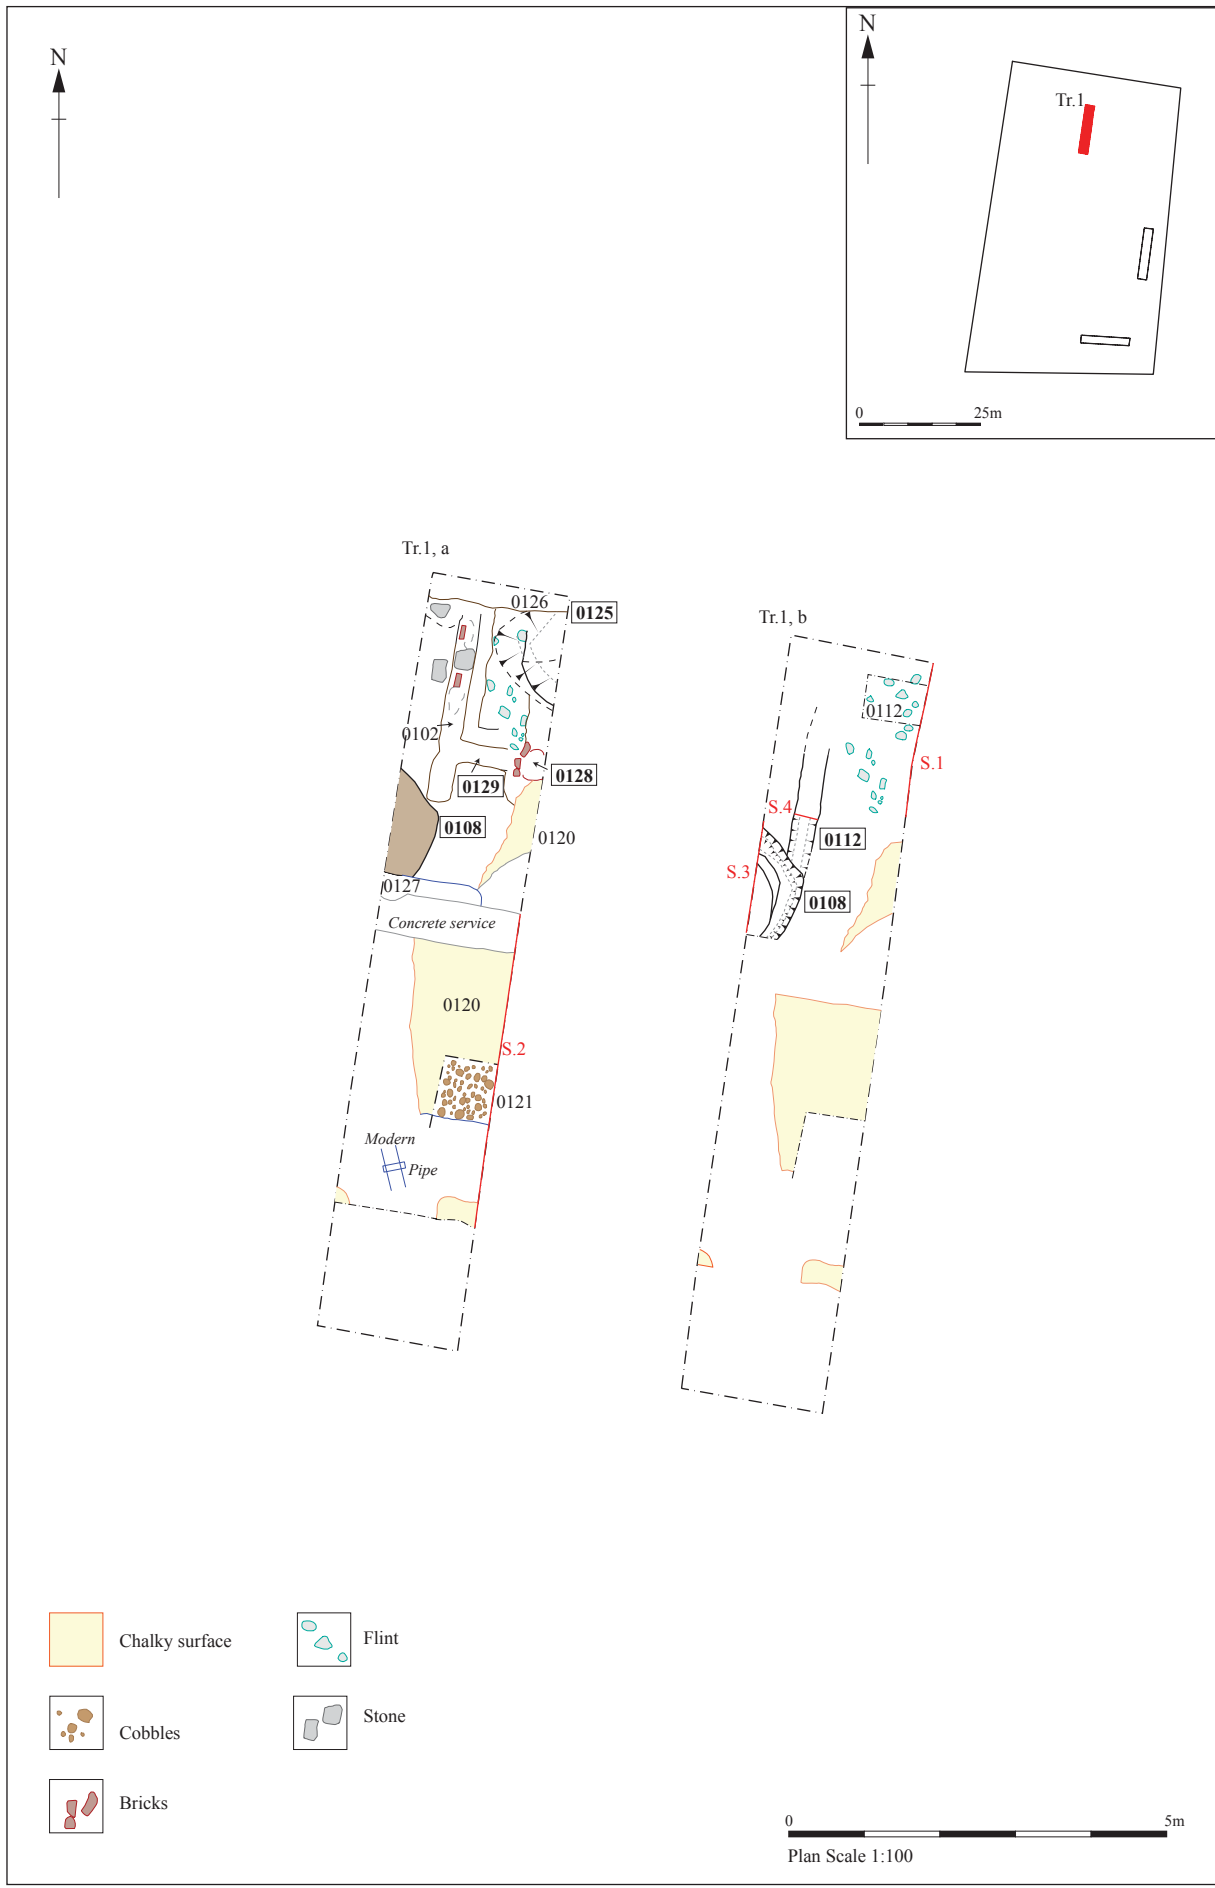 N
N
Tr.1
0
25m
Tr.1, a
0126
0125
0102
0129
0128
0108
0120
0127
Concrete service
0120
S.2
0121
Modern
Pipe
Tr.1, b
0112
S.1
S.4
0112
S.3
0108
Chalky surface
Flint
Cobbles
Stone
Bricks
0
5m
Plan Scale 1:100